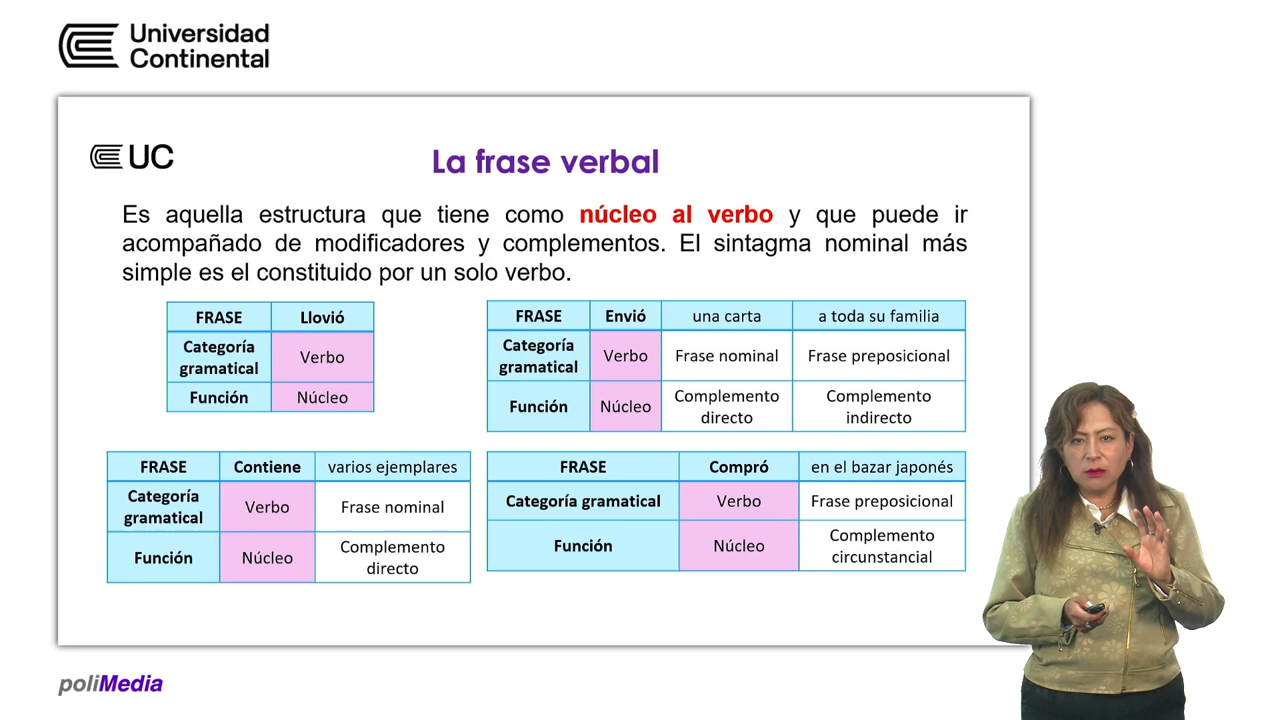 Universidad
Continental
UC
La frase verbal
Es aquella estructura que tiene como núcleo al verbo y que puede ir
acompañado de modificadores y complementos. El sintagma nominal más
simple es el constituido por un solo verbo.
FRASE Llovió
Categoría
gramatical Verbo
Función Núcleo
FRASE Envió una carta a toda su familia
Categoría
gramatical Verbo Frase nominal Frase preposicional
Función Núcleo Complemento
directo Complemento
indirecto
FRASE Contiene varios ejemplares
Categoría
gramatical Verbo Frase nominal
Función Núcleo Complemento
directo
FRASE Compró en el bazar japonés
Categoría gramatical Verbo Frase preposicional
Función Núcleo Complemento
circunstancial
poliMedia